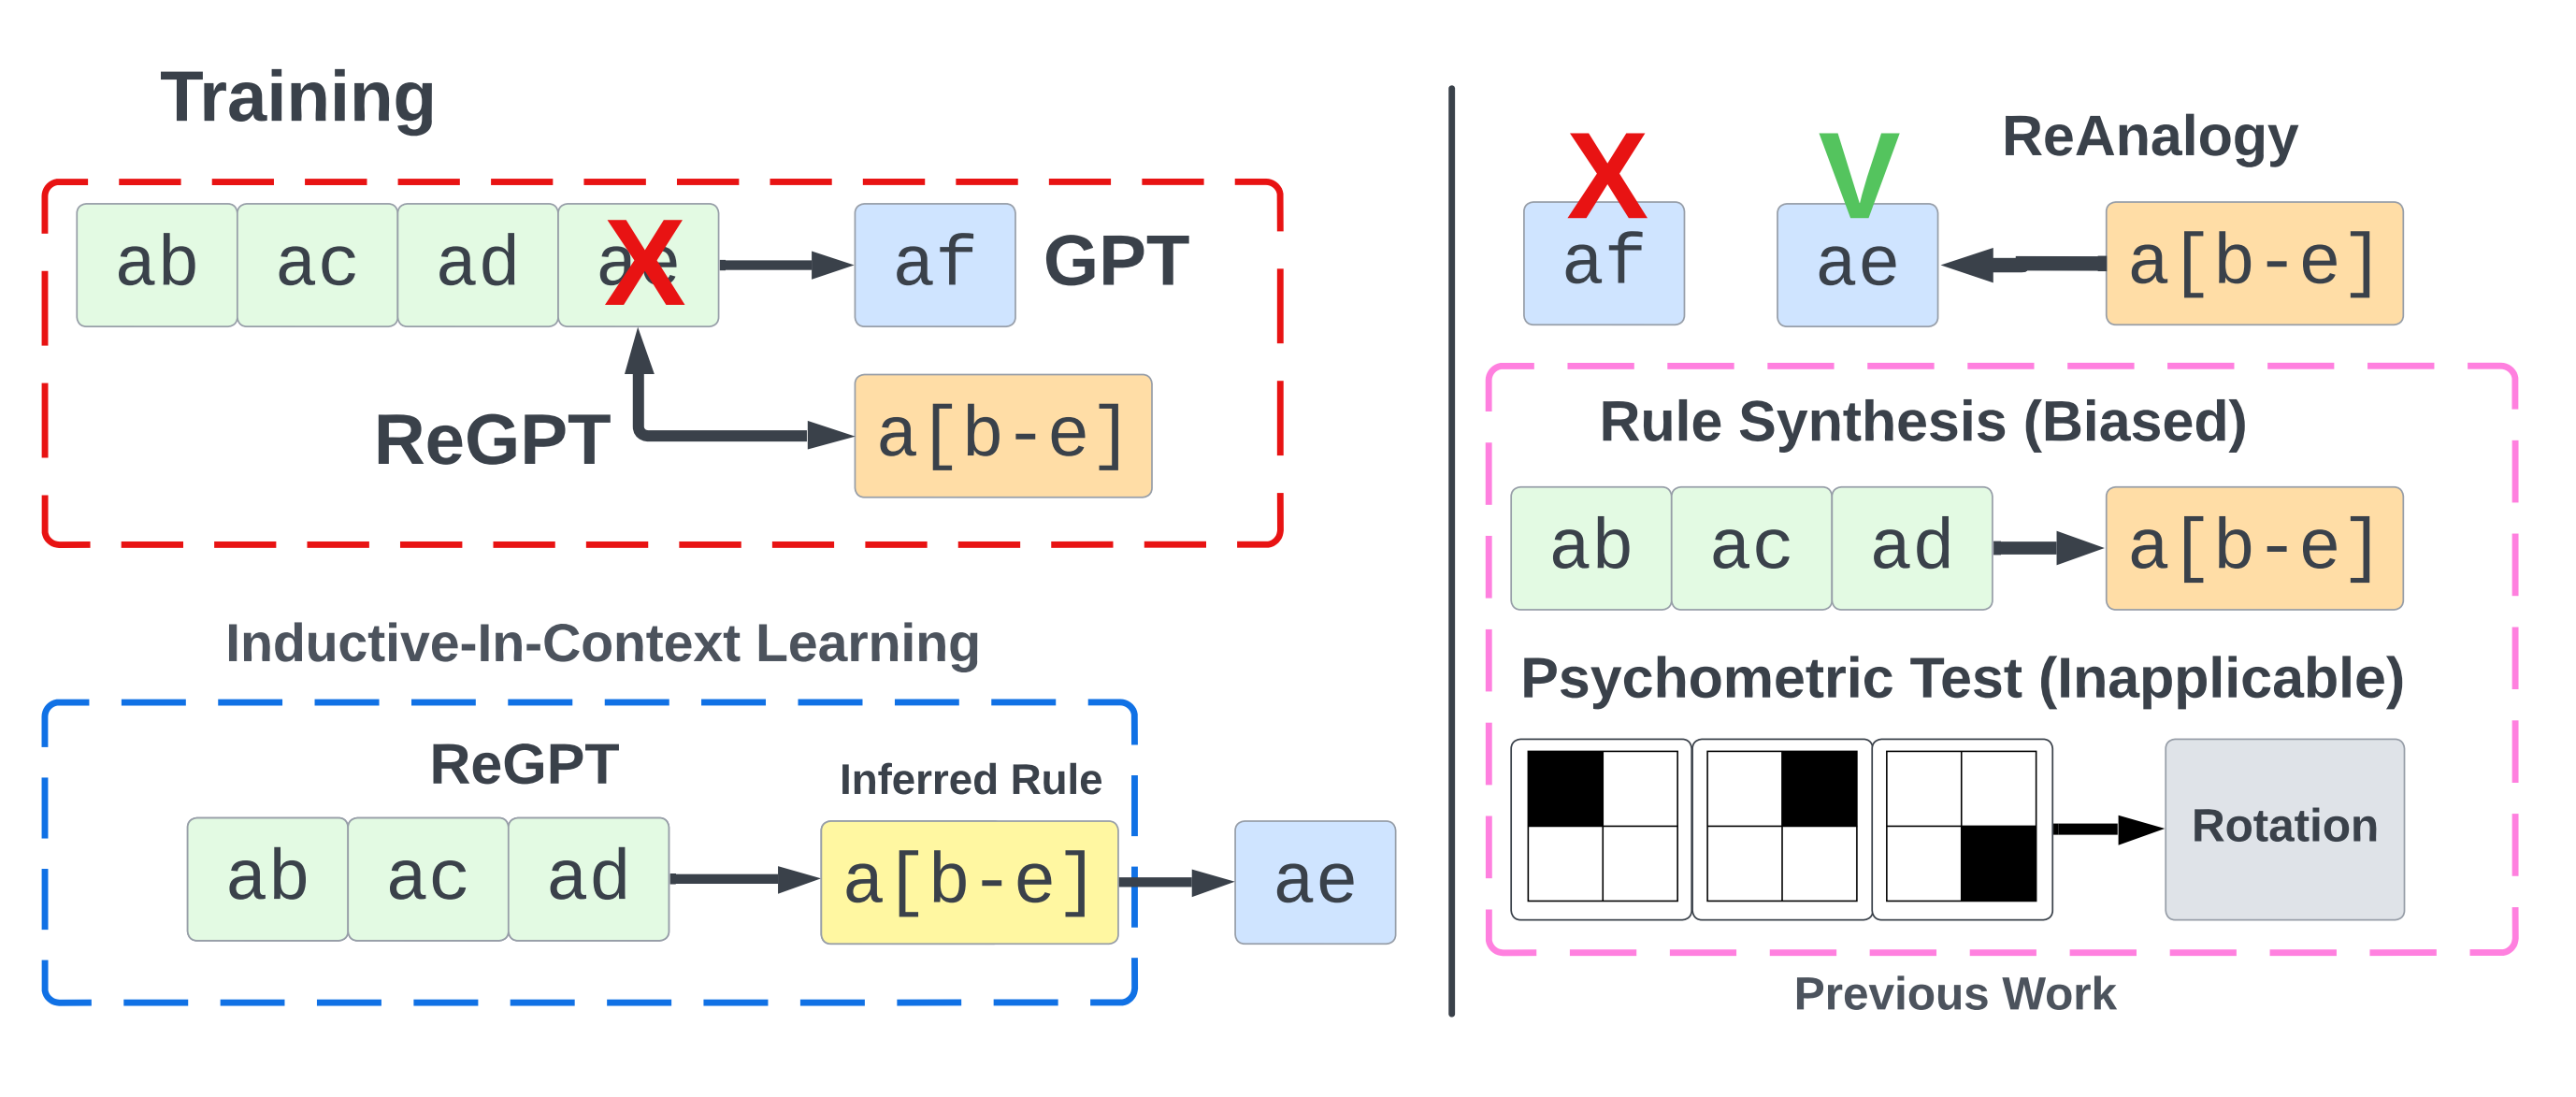 Training
X
ab ac ad ae af GPT
ReGPT
a[b-e]
Inductive-In-Context Learning
ReGPT
Inferred Rule
ab ac ad a[b-e] ae
X V
ReAnalogy
af ae a[b-e]
Rule Synthesis (Biased)
ab ac ad a[b-e]
Psychometric Test (Inapplicable)
Rotation
Previous Work